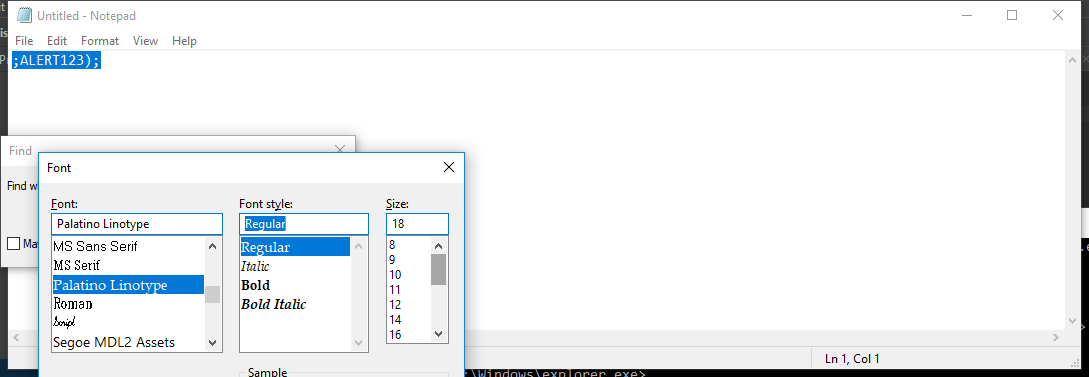 Untitled - Notepad
File Edit Format View Help
;ALERT123);
Find
Find w
Ma
Font
Font: Font style: Size:
Palatino Linotype Regular 18
MS Sans Serif
MS Serif
Palatino Linotype
Roman
Script
Segoe MDL2 Assets
Regular
Italic
Bold
Bold Italic
8
9
10
11
12
14
16
Sample
Ln 1, Col 1
:\Windows\explorer.exe>